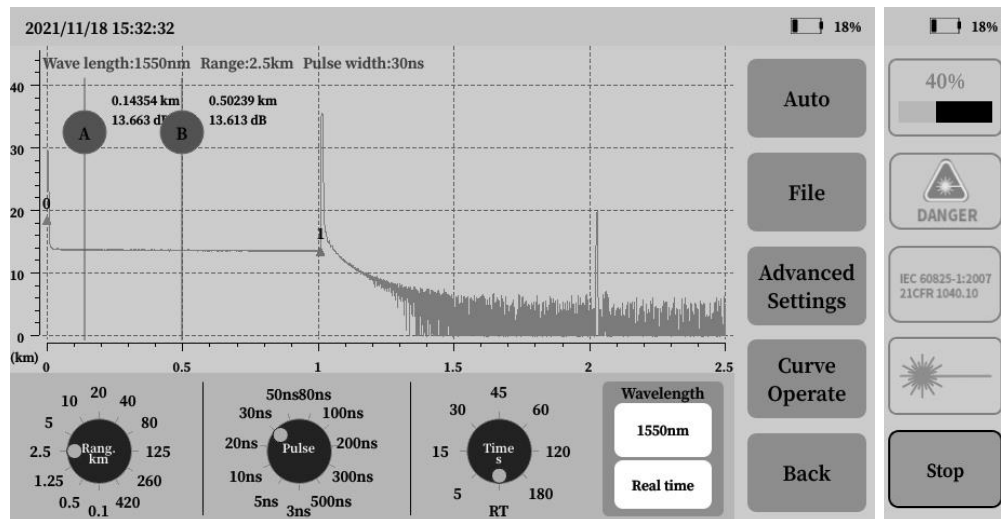 2021/11/18 15:32:32
18%
18%
Wave length:1550nm Range:2.5km Pulse width:30ns
40
30
20
10
0
0.14354 km
13.663 dB
0.50239 km
13.613 dB
A
B
0
1
(km)
0 0.5 1 1.5 2 2.5
Auto
File
Advanced
Settings
Curve
Operate
Back
40%
DANGER
IEC 60825-1:2007
21CFR 1040.10
Stop
Rang.
km
0.1
0.5
1.25
2.5
5
10
20
40
80
125
260
420
Pulse
3ns
5ns
10ns
20ns
30ns
50ns
80ns
100ns
200ns
300ns
500ns
Time
s
RT
5
15
30
45
60
120
180
Wavelength
1550nm
Real time